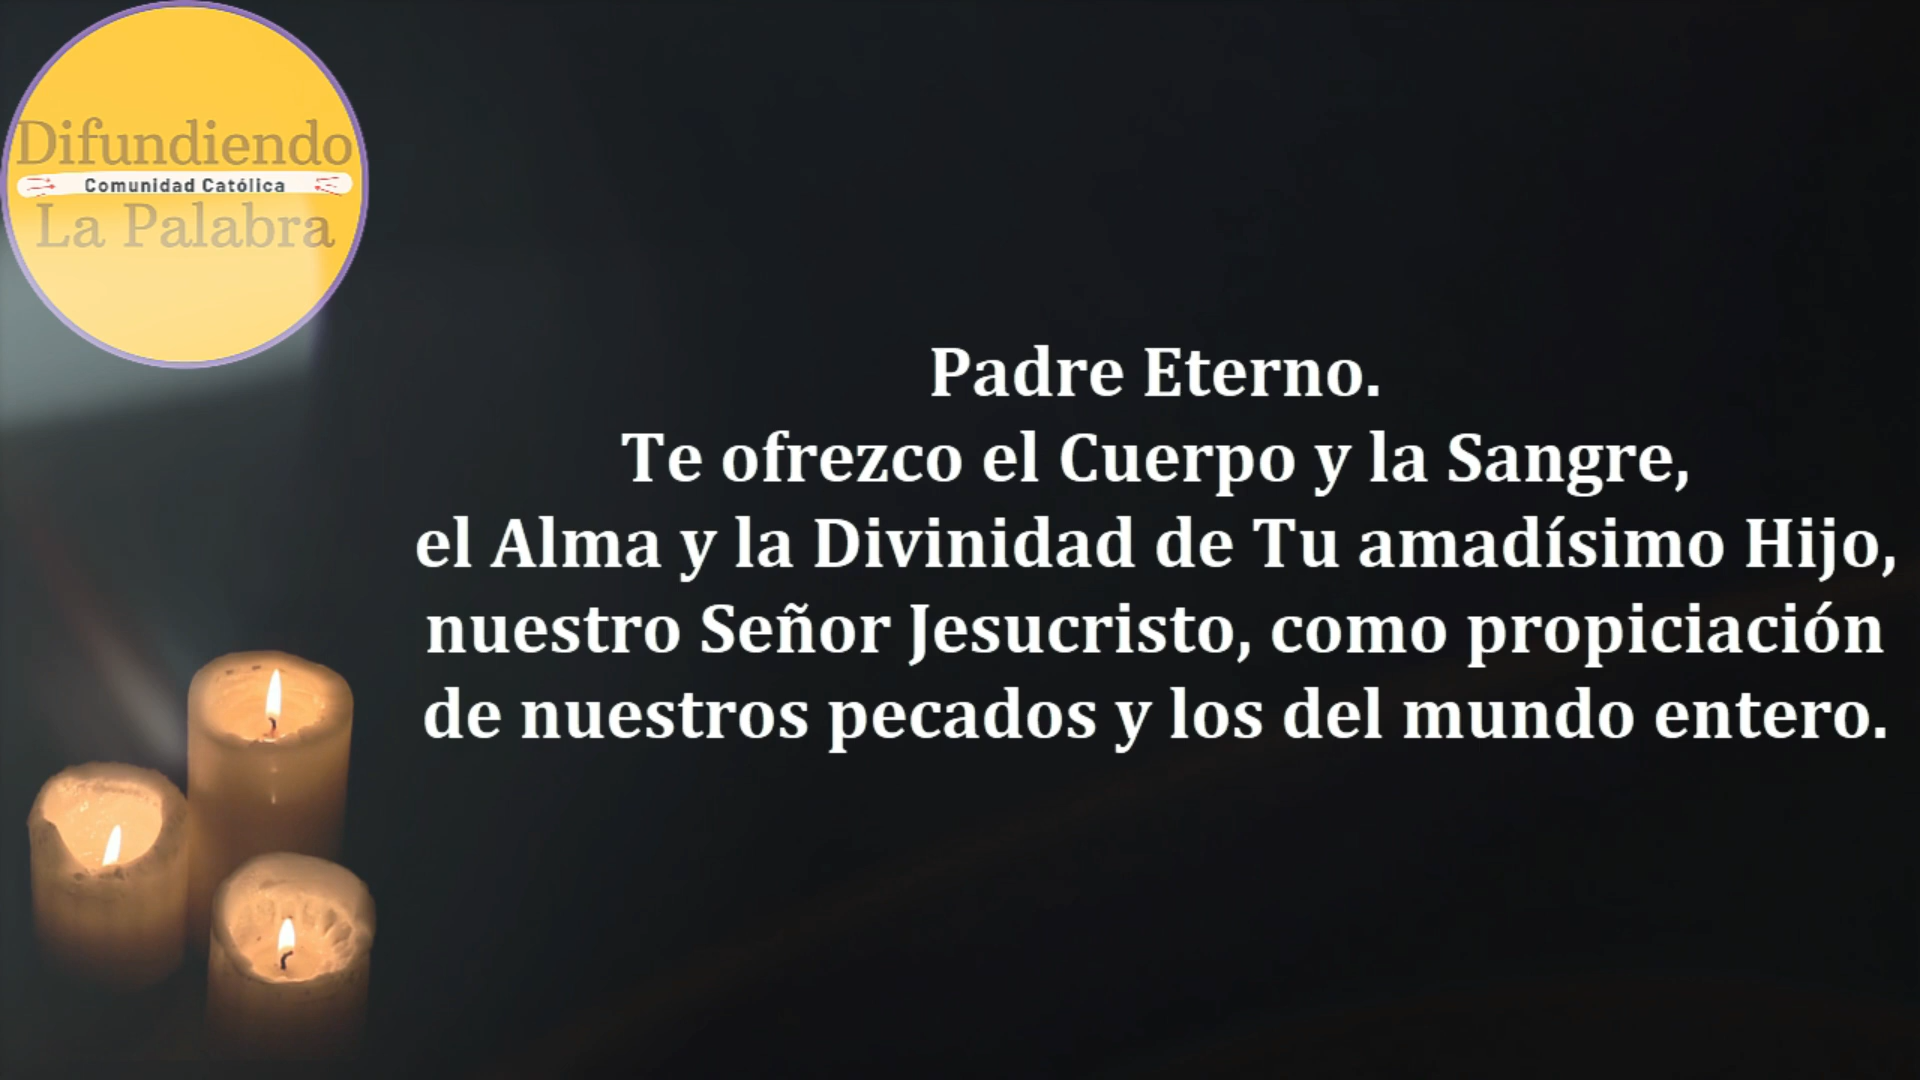 Difundiendo
Comunidad Católica
La Palabra
Padre Eterno.
Te ofrezco el Cuerpo y la Sangre,
el Alma y la Divinidad de Tu amadísimo Hijo,
nuestro Señor Jesucristo, como propiciación
de nuestros pecados y los del mundo entero.